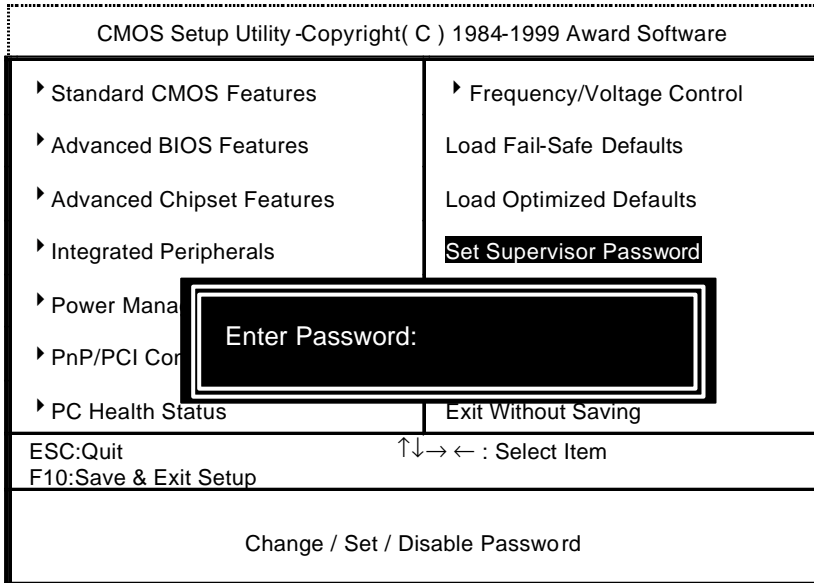 CMOS Setup Utility -Copyright( C ) 1984-1999 Award Software
Standard CMOS Features
Advanced BIOS Features
Advanced Chipset Features
Integrated Peripherals
Power Mana
PnP/PCI Con
PC Health Status
Frequency/Voltage Control
Load Fail-Safe Defaults
Load Optimized Defaults
Set Supervisor Password
Exit Without Saving
Enter Password:
ESC:Quit ↑↓→ ← : Select Item
F10:Save & Exit Setup
Change / Set / Disable Password